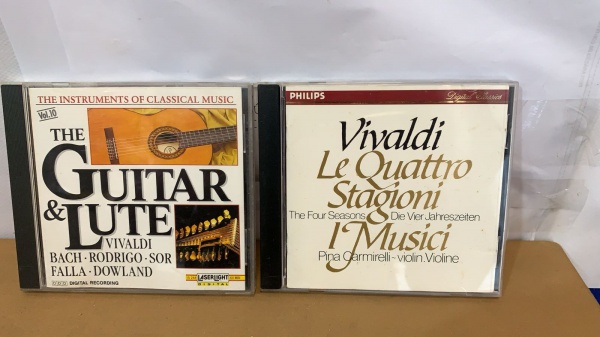 THE INSTRUMENTS OF CLASSICAL MUSIC
Vol.10
THE
GUITAR
& LUTE
VIVALDI
BACH · RODRIGO · SOR
FALLA · DOWLAND
DIGITAL RECORDING
LASERLIGHT
DIGITAL
PHILIPS
Digital Classics
Vivaldi
Le Quattro
Stagioni
The Four Seasons Die Vier Jahreszeiten
I Musici
Pina Carmirelli - violin.Violine